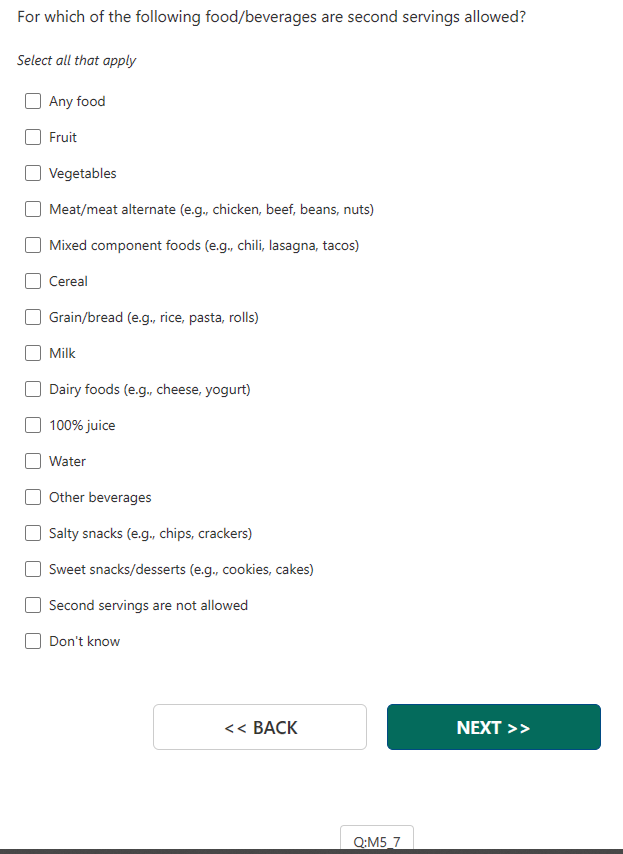 For which of the following food/beverages are second servings allowed?
Select all that apply
Any food
Fruit
Vegetables
Meat/meat alternate (e.g., chicken, beef, beans, nuts)
Mixed component foods (e.g., chili, lasagna, tacos)
Cereal
Grain/bread (e.g., rice, pasta, rolls)
Milk
Dairy foods (e.g., cheese, yogurt)
100% juice
Water
Other beverages
Salty snacks (e.g., chips, crackers)
Sweet snacks/desserts (e.g., cookies, cakes)
Second servings are not allowed
Don't know
<< BACK
NEXT >>
Q:M5_7